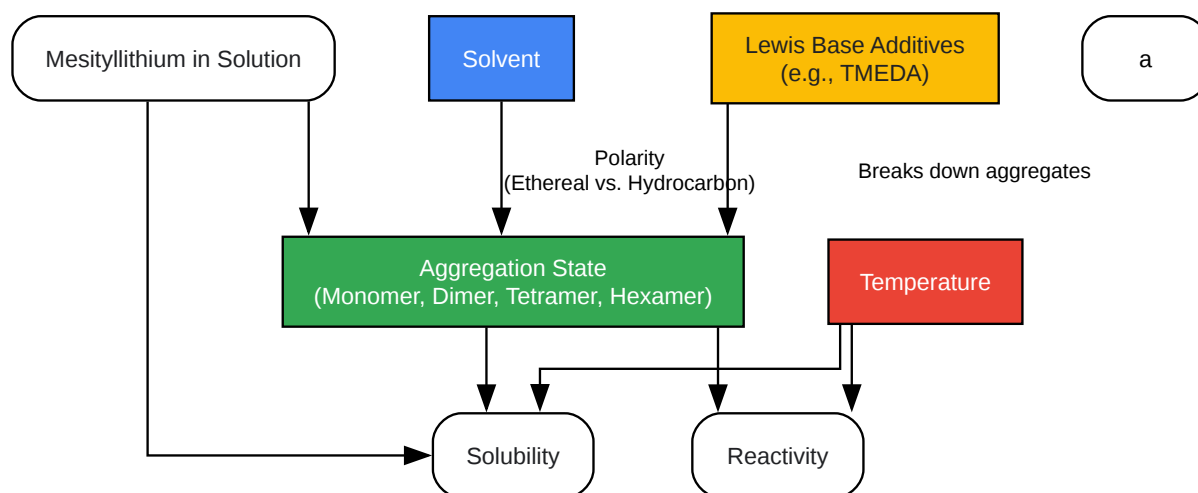 Mesityllithium in Solution
Solvent
Lewis Base Additives
(e.g., TMEDA)
a
Polarity
(Ethereal vs. Hydrocarbon)
Breaks down aggregates
Aggregation State
(Monomer, Dimer, Tetramer, Hexamer)
Temperature
Solubility
Reactivity